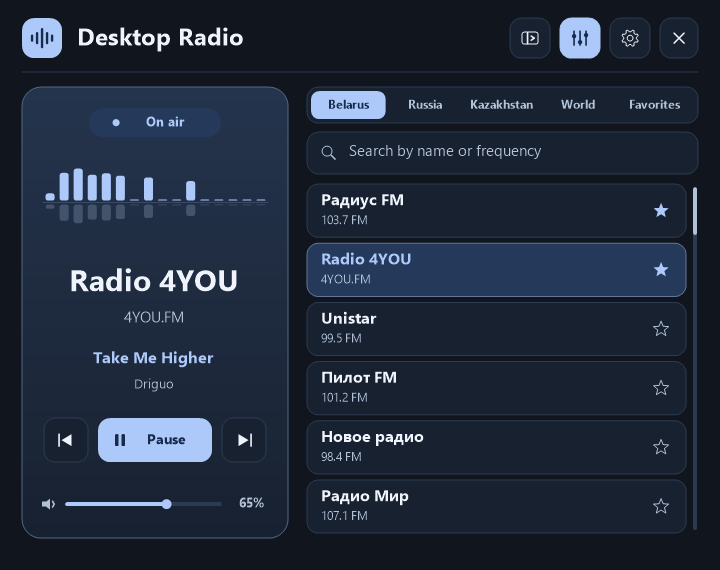 Desktop Radio
On air
Radio 4YOU
4YOU.FM
Take Me Higher
Driguo
Pause
65%
Belarus Russia Kazakhstan World Favorites
Search by name or frequency
Радиус FM
103.7 FM
Radio 4YOU
4YOU.FM
Unistar
99.5 FM
Пилот FM
101.2 FM
Новое радио
98.4 FM
Радио Мир
107.1 FM